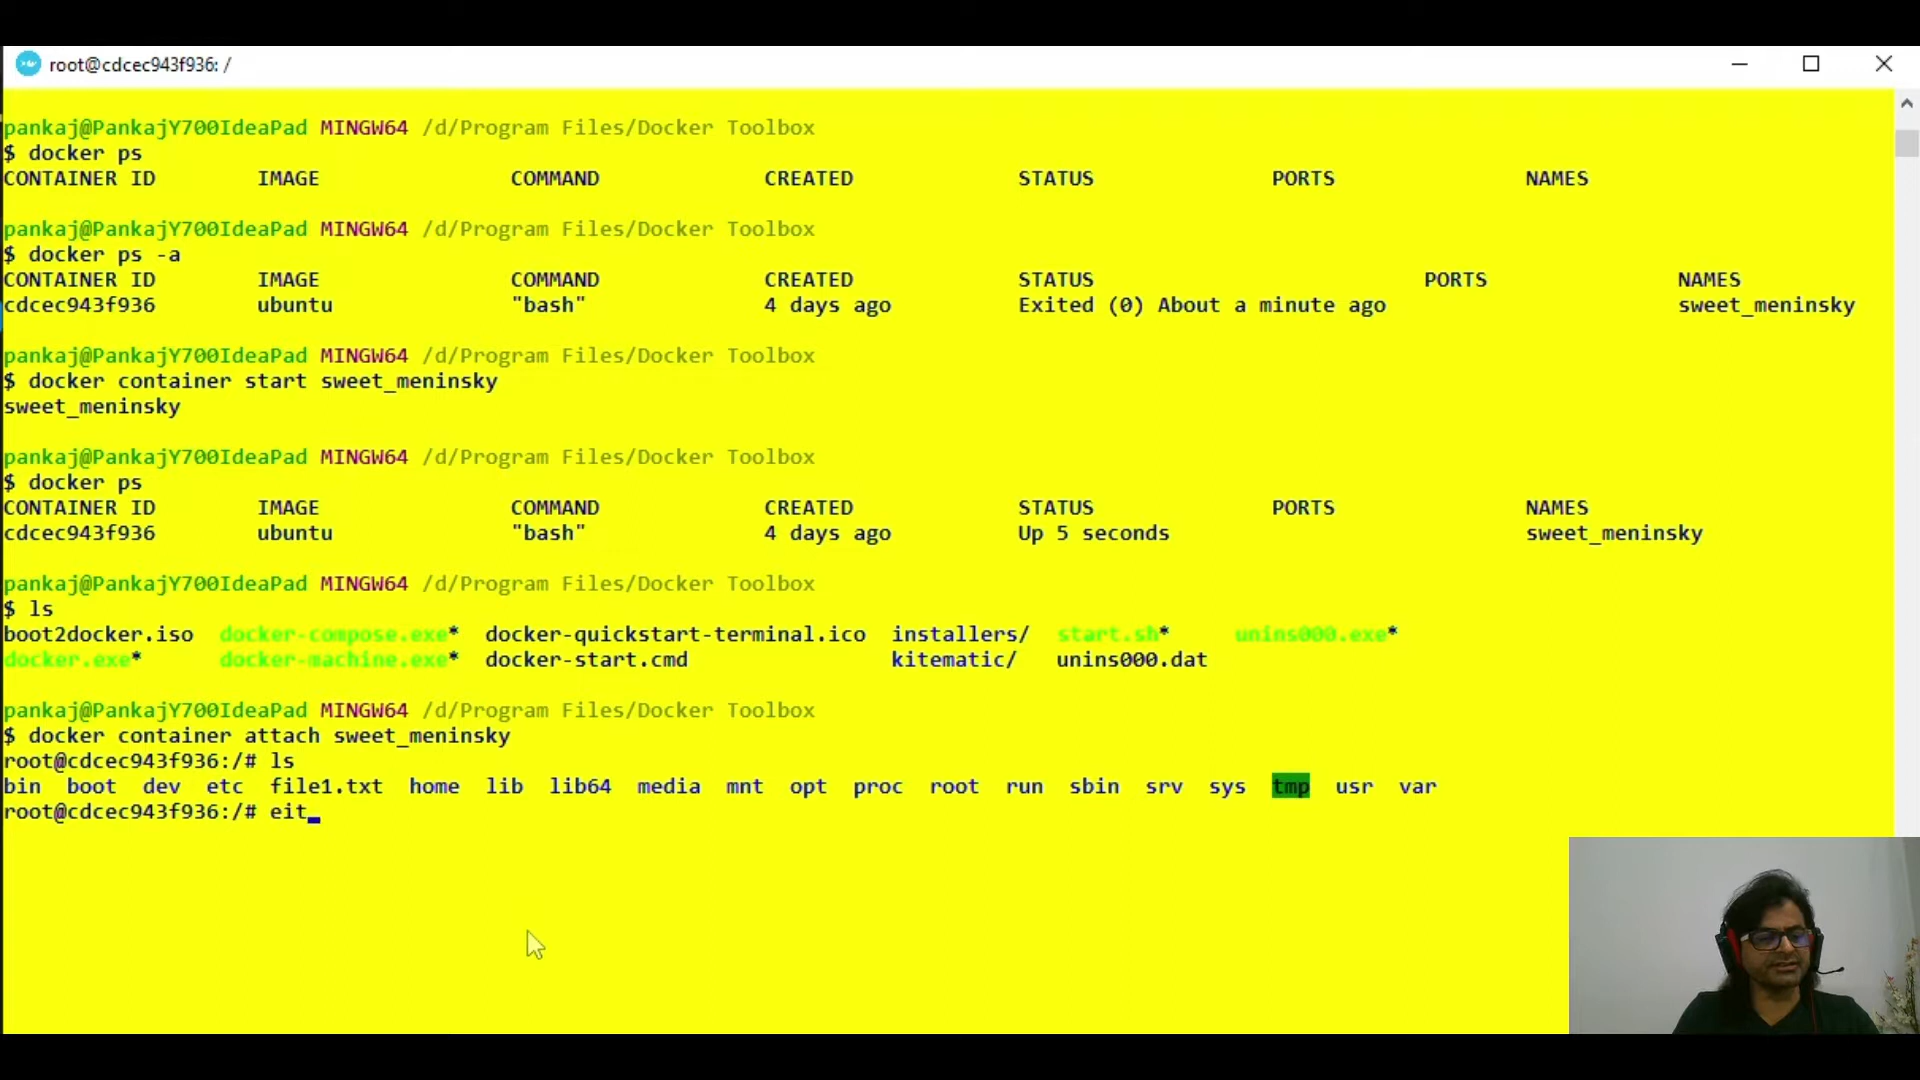 root@cdcec943f936: /
pankaj@PankajY700IdeaPad MINGW64 /d/Program Files/Docker Toolbox
$ docker ps
CONTAINER ID IMAGE COMMAND CREATED STATUS PORTS NAMES
pankaj@PankajY700IdeaPad MINGW64 /d/Program Files/Docker Toolbox
$ docker ps -a
CONTAINER ID IMAGE COMMAND CREATED STATUS PORTS NAMES
cdcec943f936 ubuntu "bash" 4 days ago Exited (0) About a minute ago sweet_meninsky
pankaj@PankajY700IdeaPad MINGW64 /d/Program Files/Docker Toolbox
$ docker container start sweet_meninsky
sweet_meninsky
pankaj@PankajY700IdeaPad MINGW64 /d/Program Files/Docker Toolbox
$ docker ps
CONTAINER ID IMAGE COMMAND CREATED STATUS PORTS NAMES
cdcec943f936 ubuntu "bash" 4 days ago Up 5 seconds sweet_meninsky
pankaj@PankajY700IdeaPad MINGW64 /d/Program Files/Docker Toolbox
$ ls
boot2docker.iso docker-compose.exe* docker-quickstart-terminal.ico installers/ start.sh* unins000.exe*
docker.exe* docker-machine.exe* docker-start.cmd kitematic/ unins000.dat
pankaj@PankajY700IdeaPad MINGW64 /d/Program Files/Docker Toolbox
$ docker container attach sweet_meninsky
root@cdcec943f936:/# ls
bin boot dev etc file1.txt home lib lib64 media mnt opt proc root run sbin srv sys tmp usr var
root@cdcec943f936:/# eit